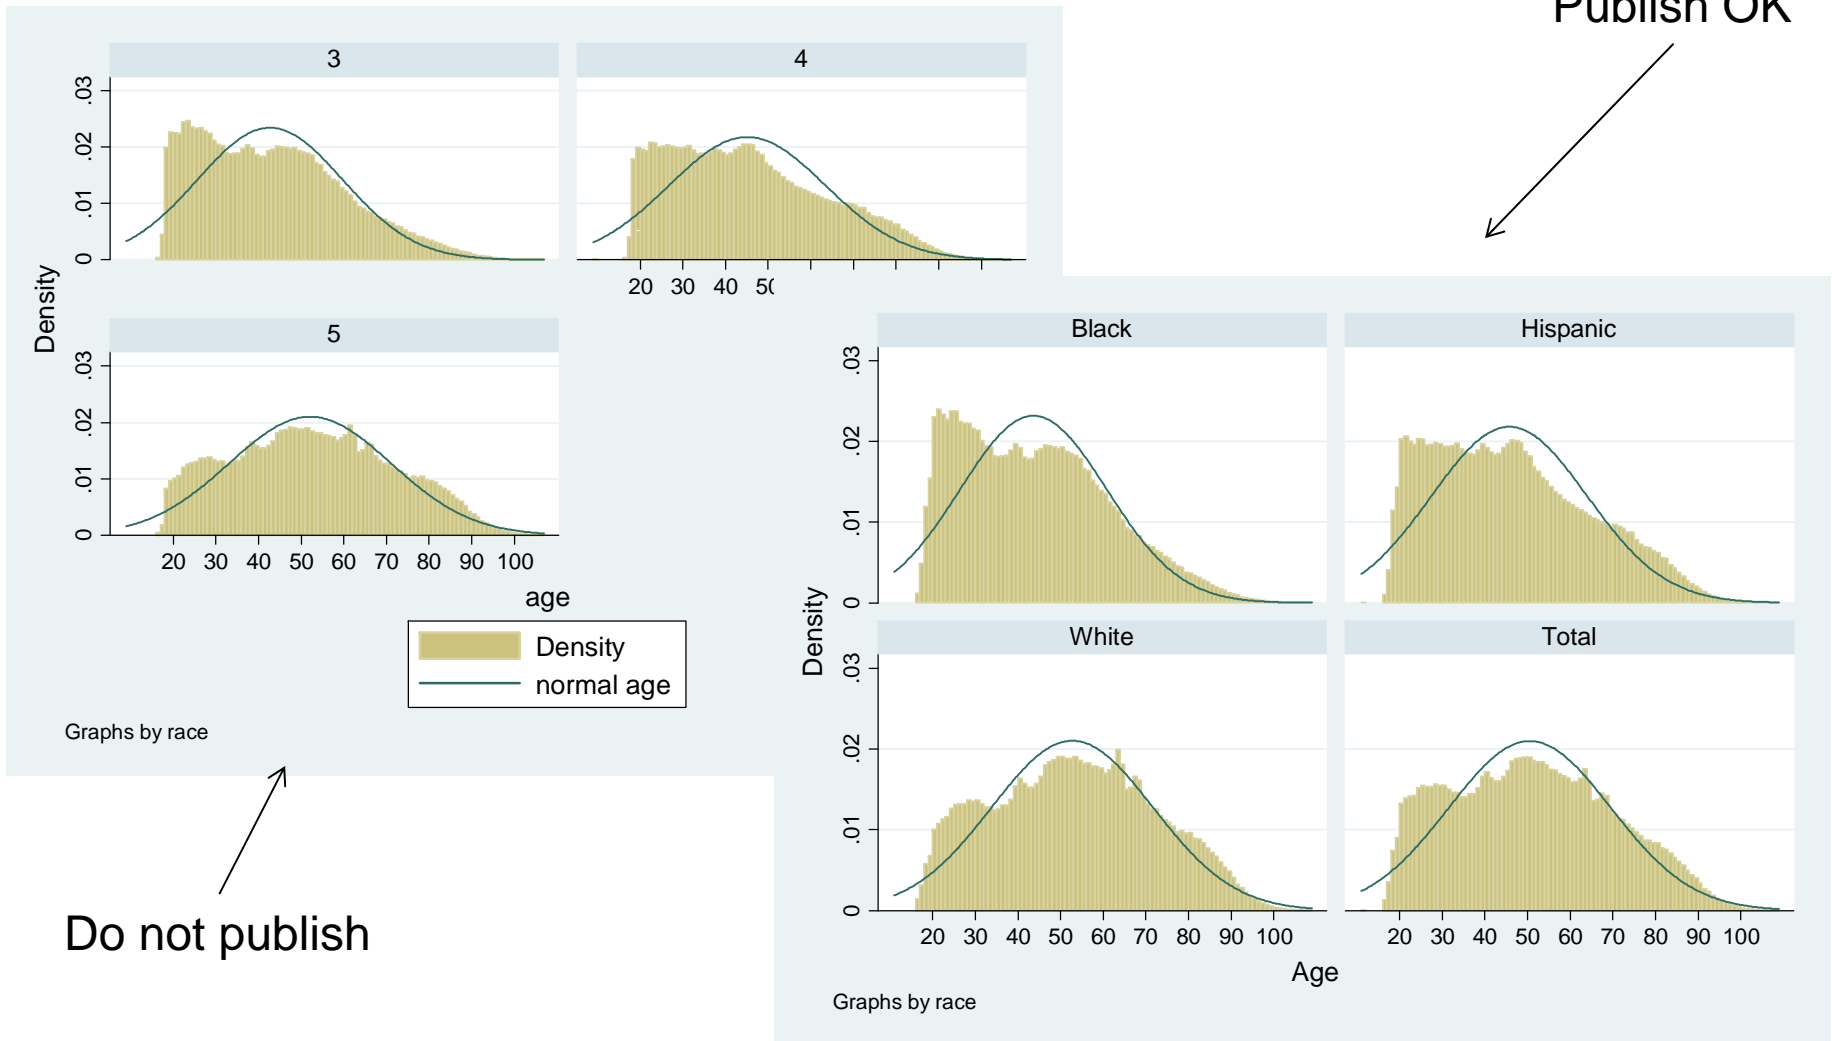 Publish OK
3
4
.03
.02
.01
0
Density
20 30 40 50
5
.03
.02
.01
0
20 30 40 50 60 70 80 90 100
age
Density
normal age
Graphs by race
Do not publish
Black
Hispanic
.03
.02
.01
0
Density
White
Total
.03
.02
.01
0
20 30 40 50 60 70 80 90 100
20 30 40 50 60 70 80 90 100
Age
Graphs by race